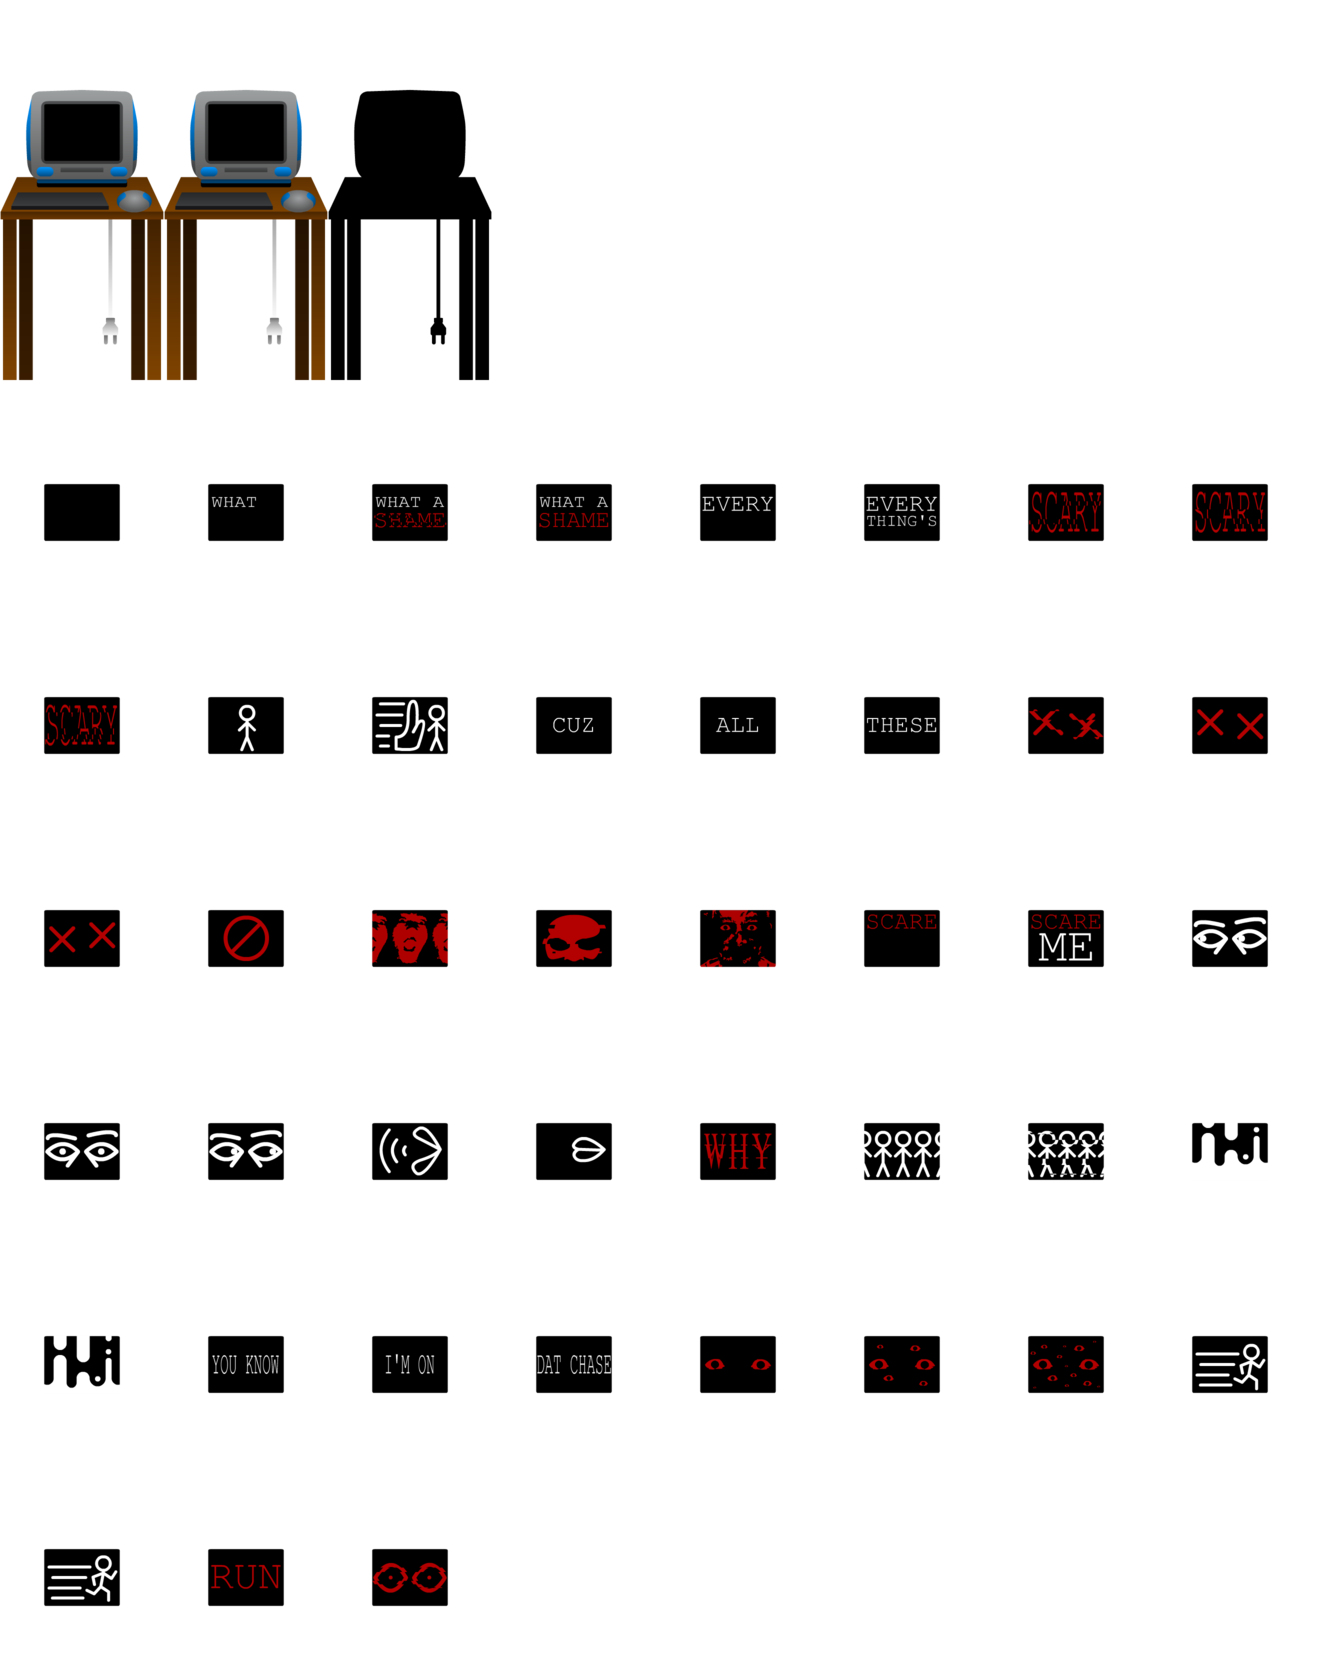 WHAT
WHAT A
SHAME
WHAT A
SHAME
EVERY
EVERY
THING'S
SCARY
SCARY
SCARY
CUZ
ALL
THESE
SCARE
SCARE
ME
WHY
YOU KNOW
I'M ON
DAT CHASE
RUN